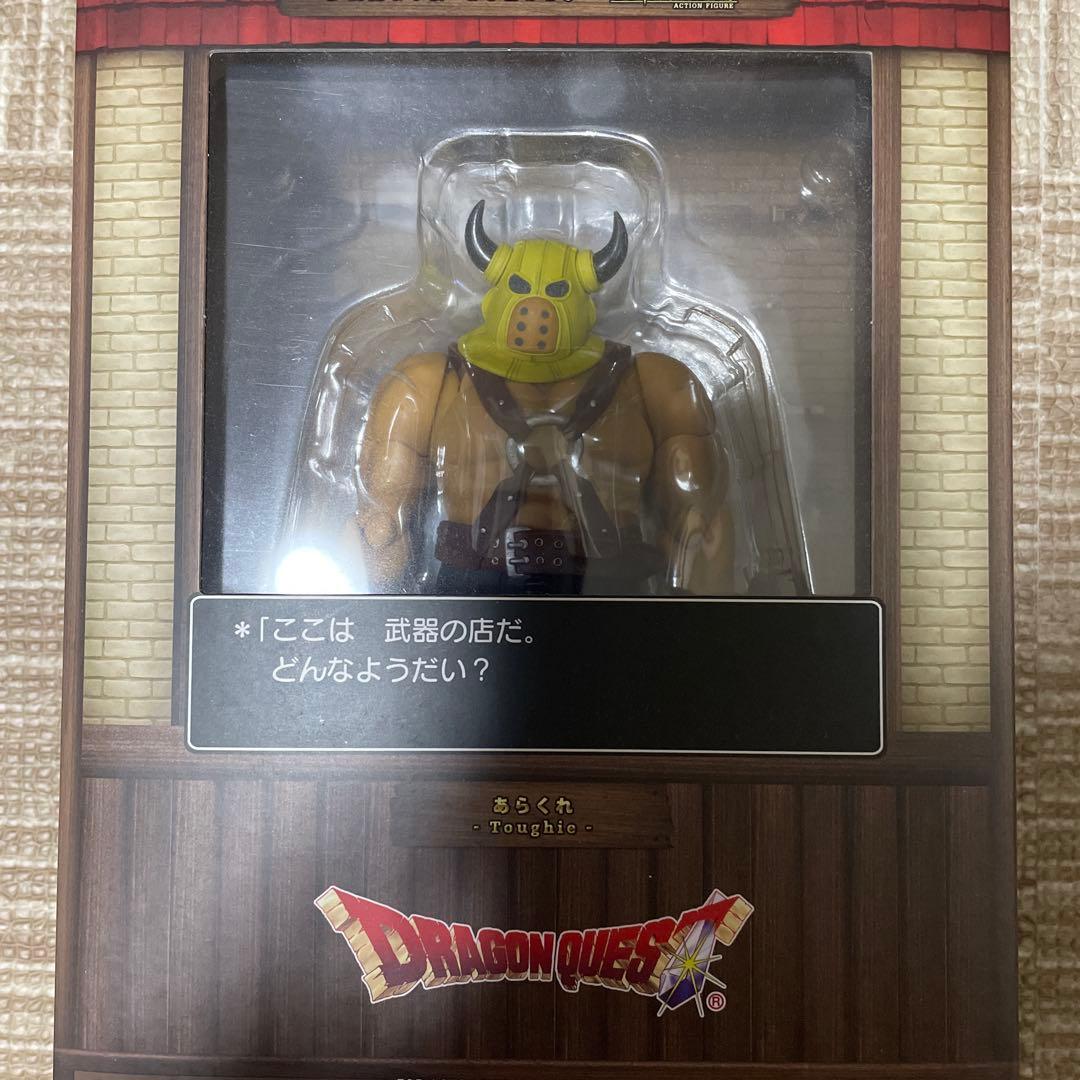 ACTION FIGURE
*「ここは　武器の店だ。
どんなようだい？
あらくれ
- Toughie -
DRAGON QUEST®